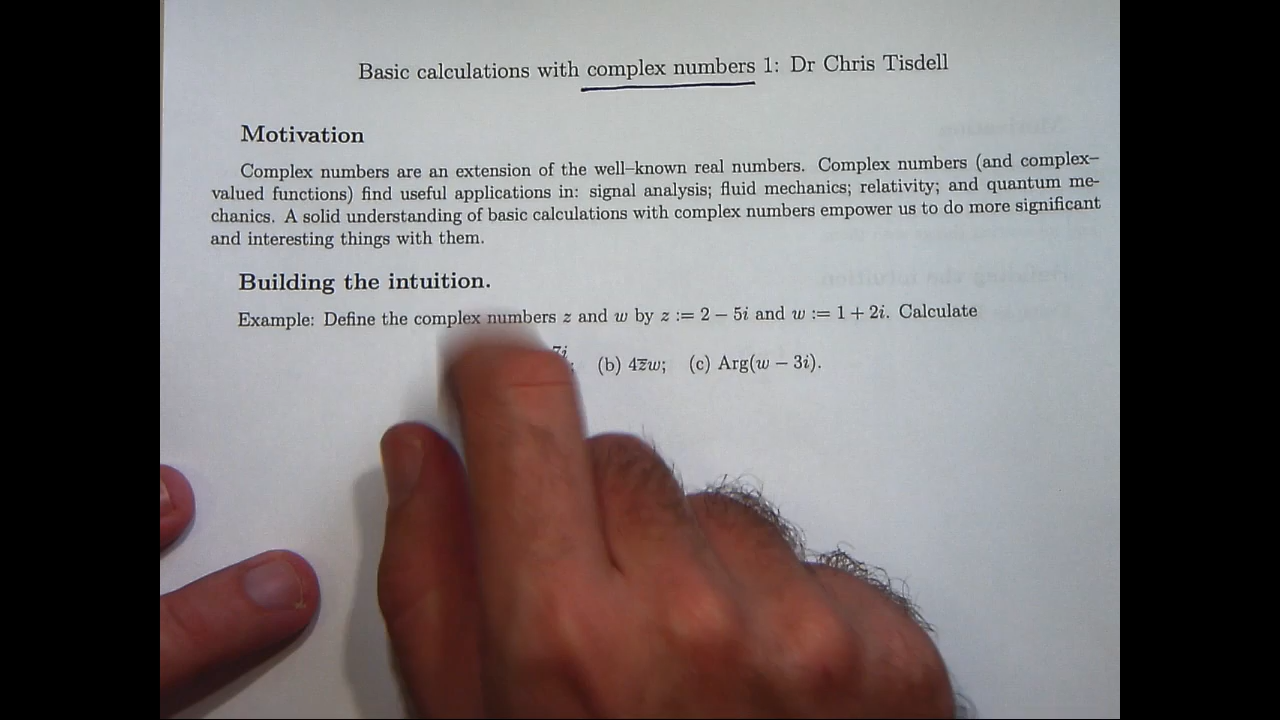 Basic calculations with complex numbers 1: Dr Chris Tisdell
Motivation
Complex numbers are an extension of the well–known real numbers. Complex numbers (and complex–
valued functions) find useful applications in: signal analysis; fluid mechanics; relativity; and quantum me-
chanics. A solid understanding of basic calculations with complex numbers empower us to do more significant
and interesting things with them.
Building the intuition.
Example: Define the complex numbers z and w by z := 2 − 5i and w := 1 + 2i. Calculate
7i; (b) 4z̅w; (c) Arg(w − 3i).